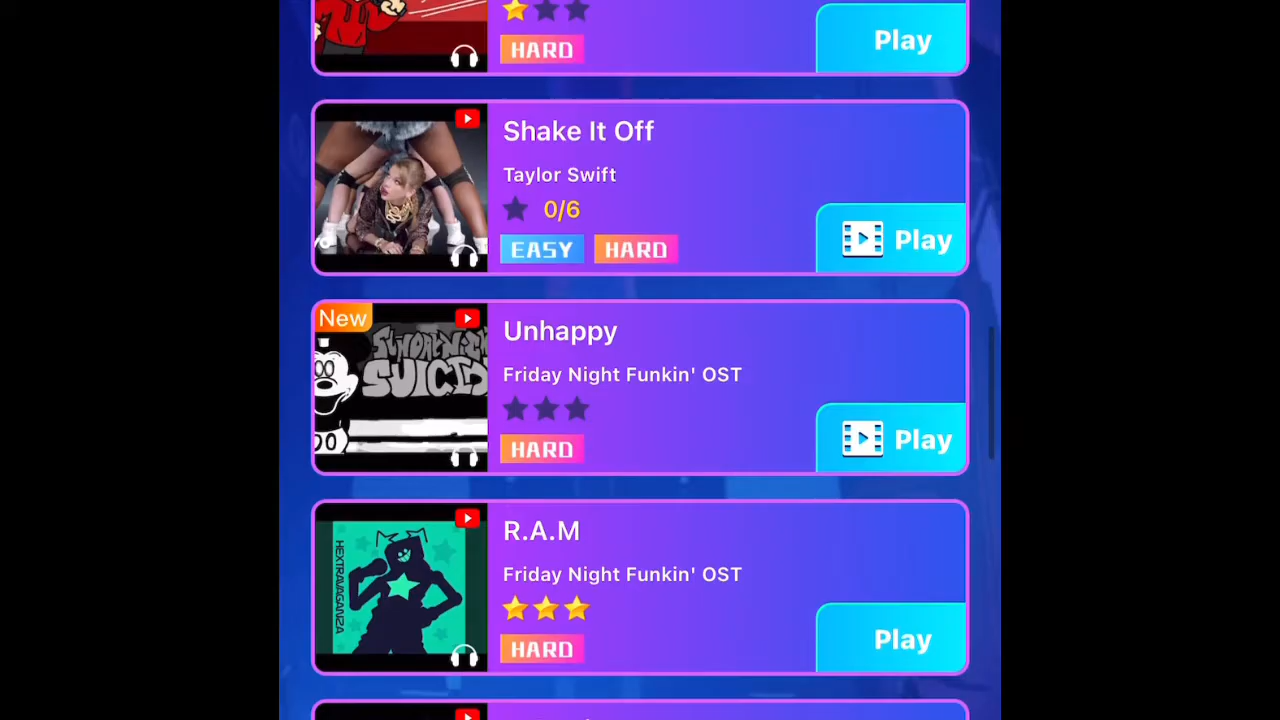 HARD
Play
Shake It Off
Taylor Swift
0/6
EASY HARD
Play
New
Unhappy
Friday Night Funkin' OST
HARD
Play
R.A.M
Friday Night Funkin' OST
HEXTRAVAGANZA
HARD
Play